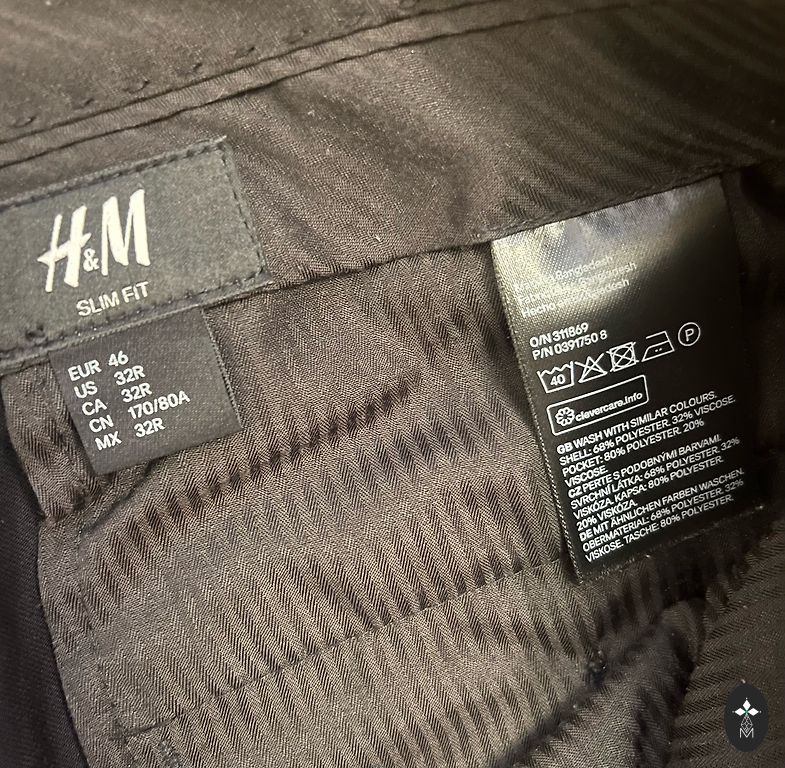 H&M
SLIM FIT
EUR 46
US 32R
CA 32R
CN 170/80A
MX 32R
Bangladesh
Hecho
O/N 311869
P/N 0391750 8
40
P
clevercare.info
GB WASH WITH SIMILAR COLOURS.
SHELL: 68% POLYESTER. 32% VISCOSE.
POCKET: 80% POLYESTER. 20%
VISCOSE.
CZ PERTE S PODOBNÝMI BARVAMI.
SVRCHNÍ LÁTKA: 68% POLYESTER. 32%
VISKÓZA. KAPSA: 80% POLYESTER.
20% VISKÓZA.
DE MIT ÄHNLICHEN FARBEN WASCHEN.
OBERMATERIAL: 68% POLYESTER. 32%
VISKOSE. TASCHE: 80% POLYESTER.
M